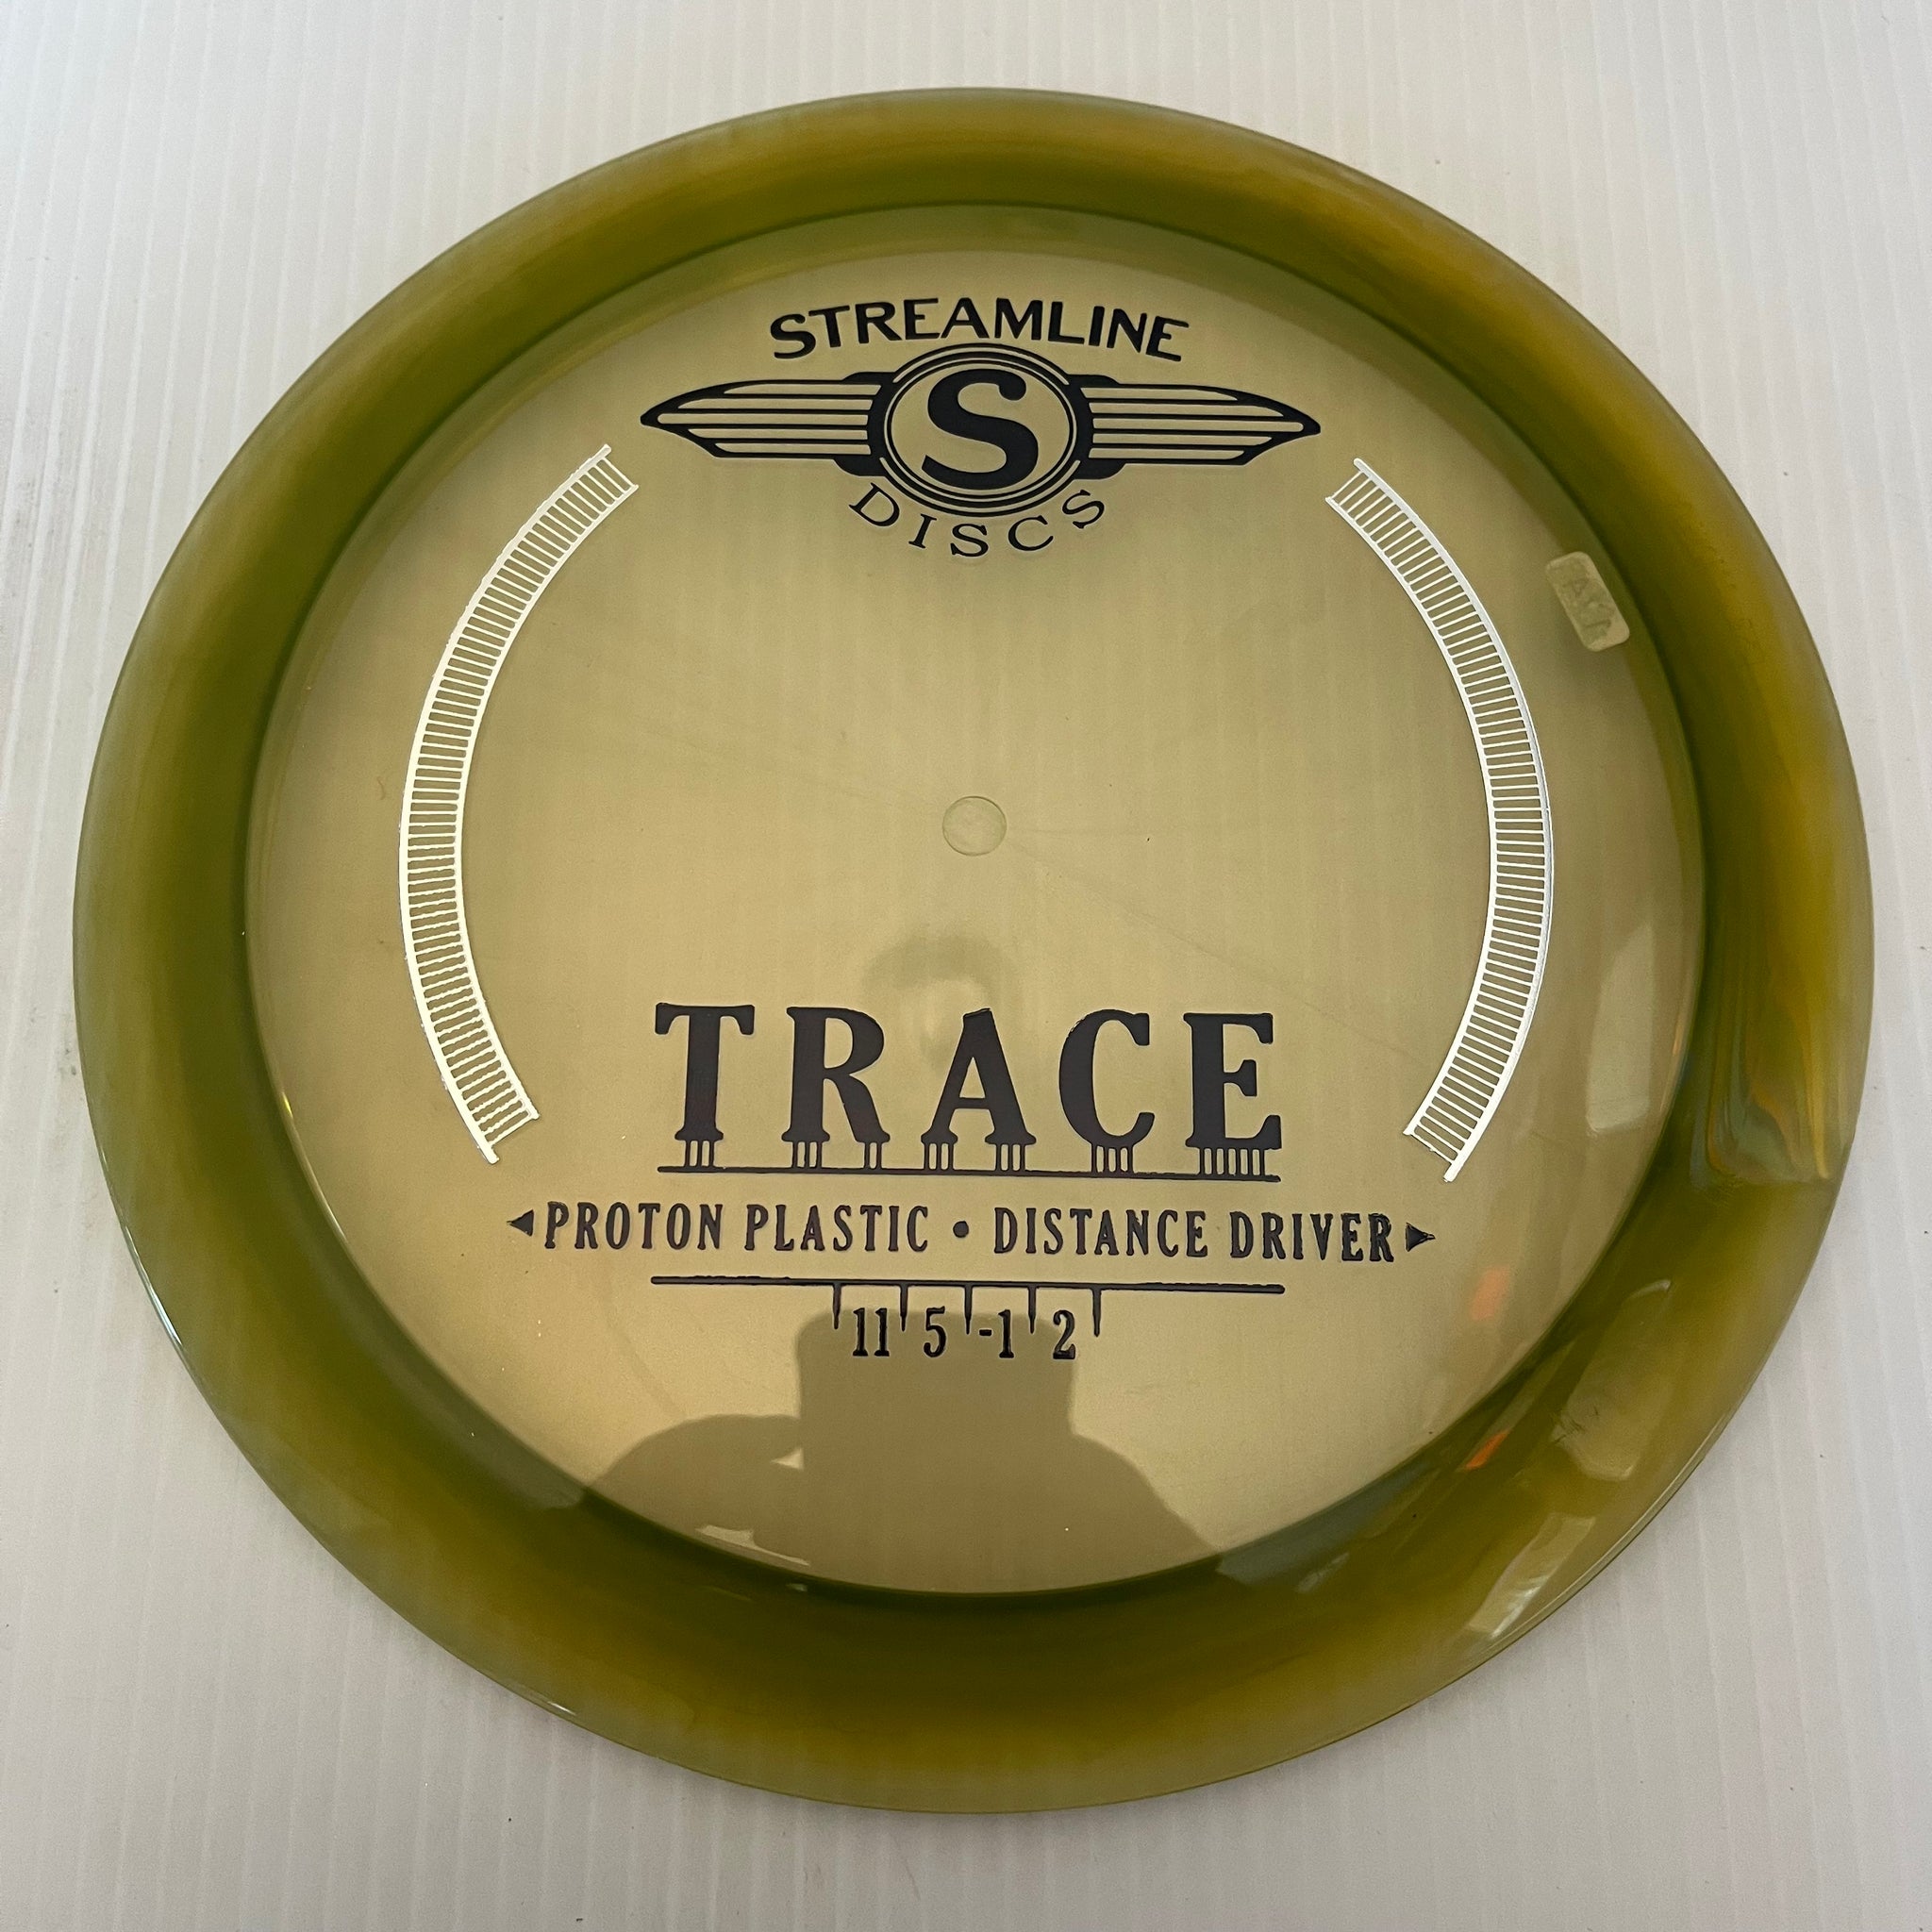 STREAMLINE
S
DISCS
TRACE
PROTON PLASTIC • DISTANCE DRIVER
11 5 -1 2